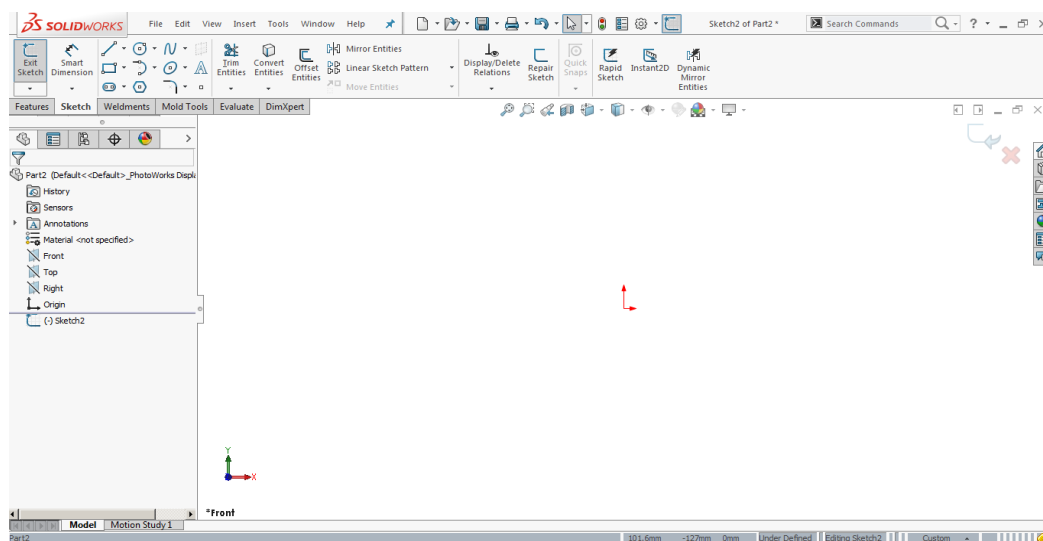 SOLIDWORKS File Edit View Insert Tools Window Help Sketch2 of Part2 * Search Commands ?
Exit Sketch Smart Dimension Trim Entities Convert Entities Offset Entities Mirror Entities Linear Sketch Pattern Move Entities Display/Delete Relations Repair Sketch Quick Snaps Rapid Sketch Instant2D Dynamic Mirror Entities
Features Sketch Weldments Mold Tools Evaluate DimXpert
Part2 (Default<<Default>_PhotoWorks Displa
History
Sensors
A Annotations
Material <not specified>
Front
Top
Right
Origin
(-) Sketch2
Y
X
*Front
Model Motion Study 1
Part2 101.6mm -127mm 0mm Under Defined Editing Sketch2 Custom